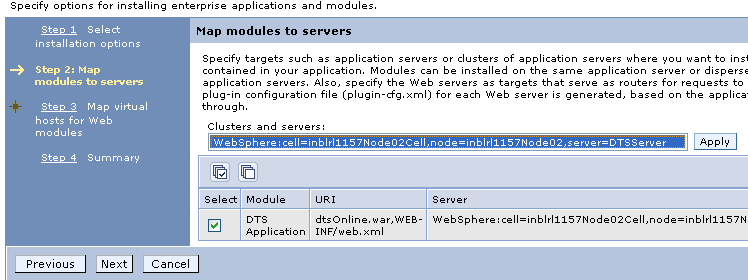 Specify options for installing enterprise applications and modules.
Step 1 Select
installation options
Step 2: Map
modules to servers
Step 3 Map virtual
hosts for Web
modules
Step 4 Summary
Map modules to servers
Specify targets such as application servers or clusters of application servers where you want to inst
contained in your application. Modules can be installed on the same application server or disperse
application servers. Also, specify the Web servers as targets that serve as routers for requests to
plug-in configuration file (plugin-cfg.xml) for each Web server is generated, based on the applicat
through.
Clusters and servers:
WebSphere:cell=inblrl1157Node02Cell,node=inblrl1157Node02,server=DTSServer
Apply
Select Module URI Server
DTS
Application
dtsOnline.war,WEB-
INF/web.xml
WebSphere:cell=inblrl1157Node02Cell,node=inblrl1157N
Previous Next Cancel